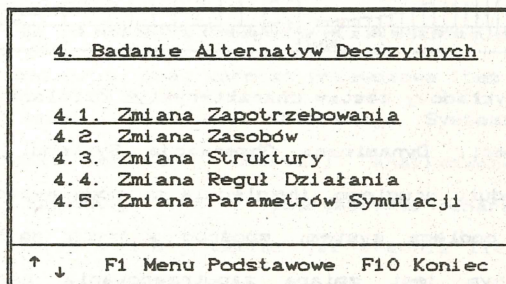 4. Badanie Alternatyw Decyzyjnych
4.1. Zmiana Zapotrzebowania
4.2. Zmiana Zasobów
4.3. Zmiana Struktury
4.4. Zmiana Reguł Działania
4.5. Zmiana Parametrów Symulacji
↑ ↓ F1 Menu Podstawowe F10 Koniec